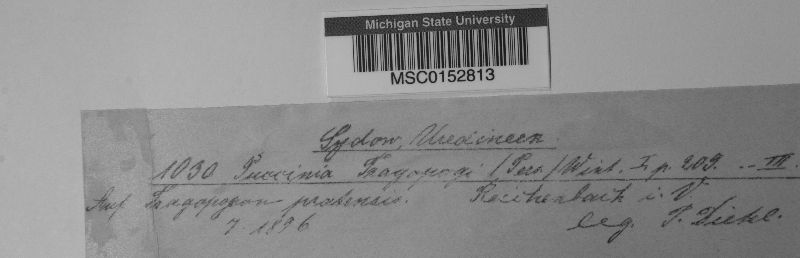 Michigan State University
MSC0152813
Sydow, Uredineen
1030. Puccinia Tragopogi (Pers.) Wint. I. p. 209. - III.
Auf Tragopogon pratensis. Reichenbach i. V.
7. 1896
leg. P. Dietel.